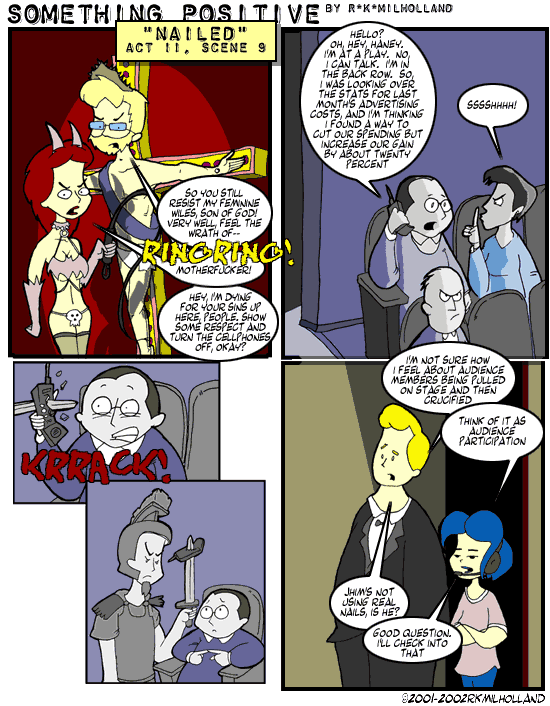 SOMETHING POSITIVE BY R*K*MILHOLLAND
"NAILED"
ACT II, SCENE 9
SO YOU STILL
RESIST MY FEMININE
WILES, SON OF GOD!
VERY WELL, FEEL THE
WRATH OF--
RINGRING!
MOTHERFUCKER!
HEY, I'M DYING
FOR YOUR SINS UP
HERE, PEOPLE. SHOW
SOME RESPECT AND
TURN THE CELLPHONES
OFF, OKAY?
HELLO?
OH, HEY, HANEY.
I'M AT A PLAY. NO,
I CAN TALK. I'M IN
THE BACK ROW. SO,
I WAS LOOKING OVER
THE STATS FOR LAST
MONTH'S ADVERTISING
COSTS, AND I'M THINKING
I FOUND A WAY TO
CUT OUR SPENDING BUT
INCREASE OUR GAIN
BY ABOUT TWENTY
PERCENT
SSSSHHHH!
KRRACK!
I'M NOT SURE HOW
I FEEL ABOUT AUDIENCE
MEMBERS BEING PULLED
ON STAGE AND THEN
CRUCIFIED
THINK OF IT AS
AUDIENCE
PARTICIPATION
JHIM'S NOT
USING REAL
NAILS, IS HE?
GOOD QUESTION.
I'LL CHECK INTO
THAT
©2001-2002RKMILHOLLAND